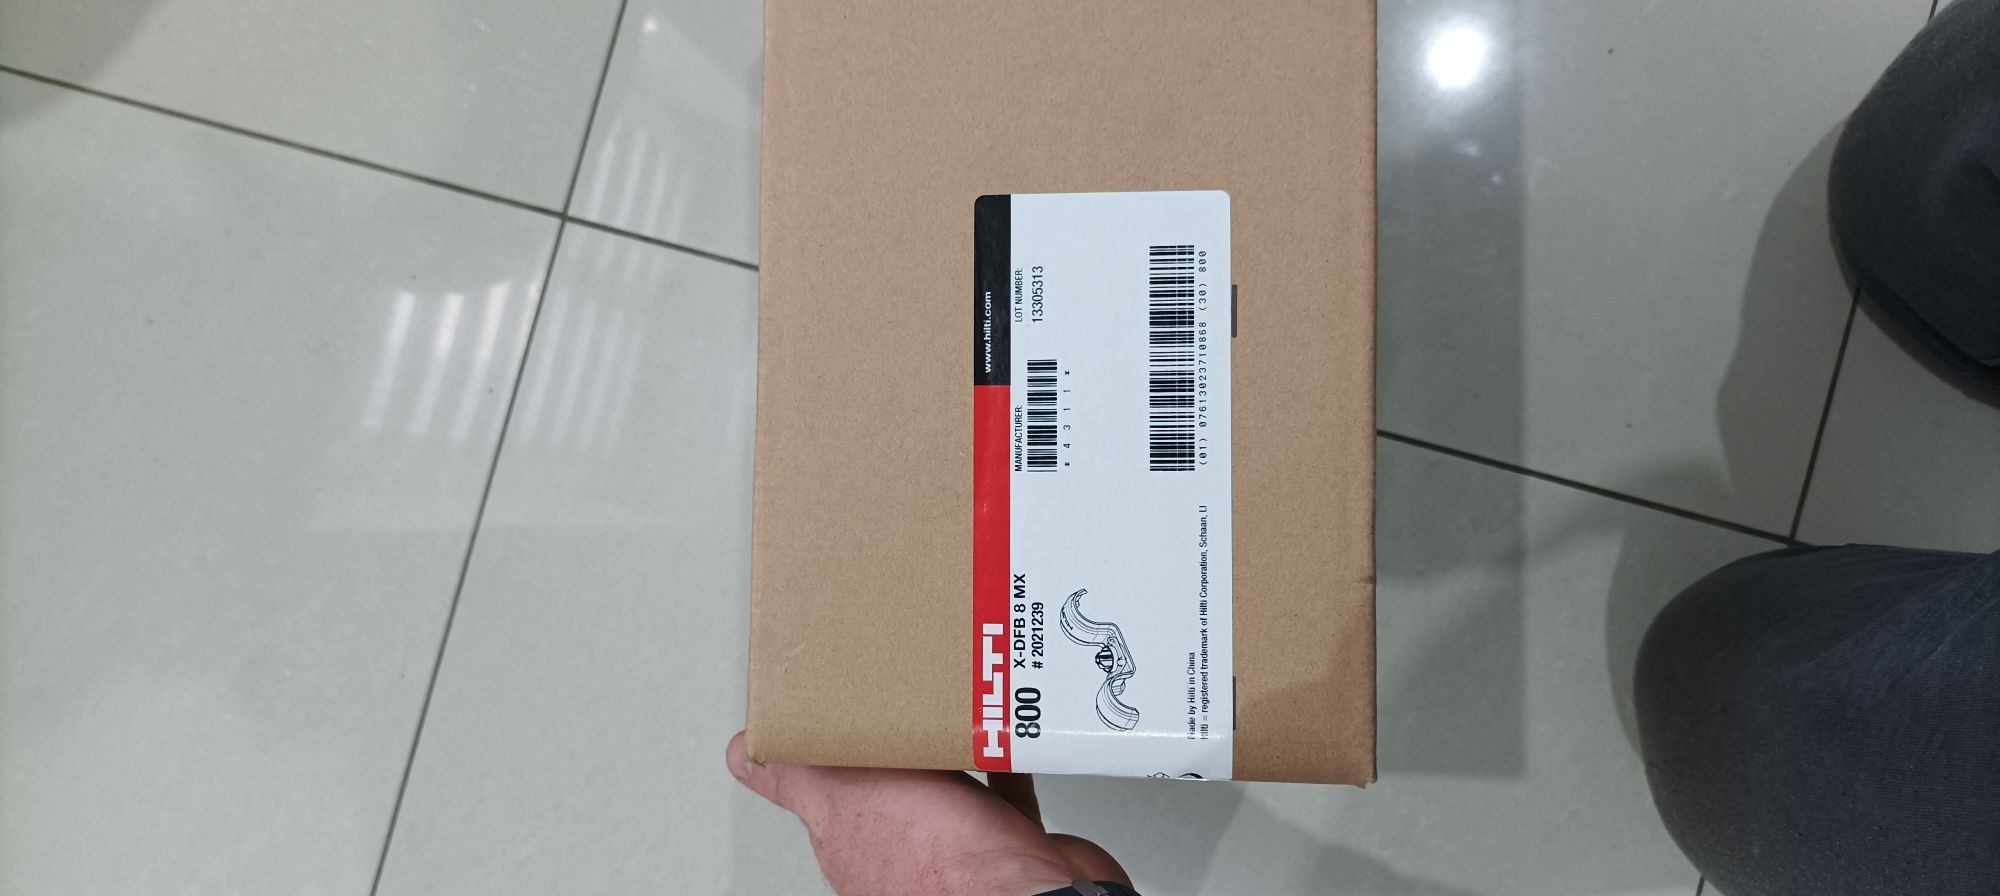 HILTI
www.hilti.com
800
X-DFB 8 MX
# 2021239
MANUFACTURER:
* 4 3 1 1 *
LOT NUMBER:
13305313
(01) 07613023710868 (30) 800
Made by Hilti in China
Hilti = registered trademark of Hilti Corporation, Schaan, LI